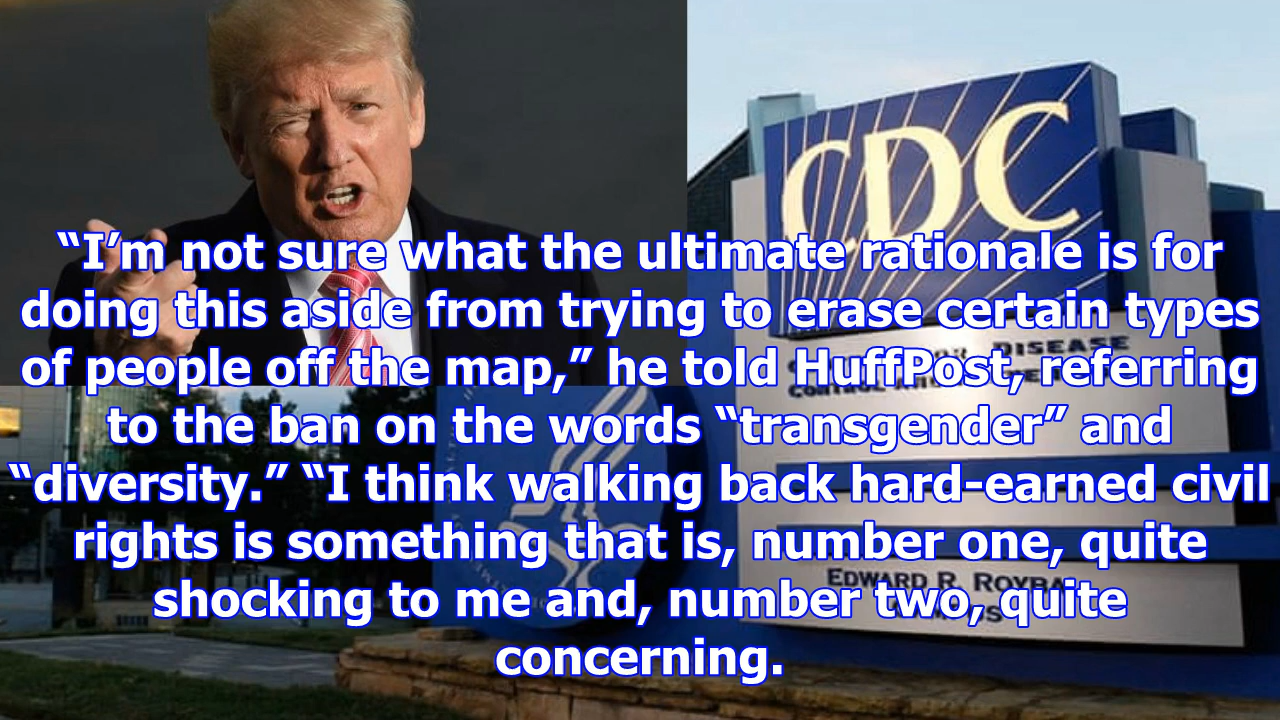 CDC
“I’m not sure what the ultimate rationale is for
doing this aside from trying to erase certain types
of people off the map,” he told HuffPost, referring
to the ban on the words “transgender” and
“diversity.” “I think walking back hard-earned civil
rights is something that is, number one, quite
shocking to me and, number two, quite
concerning.
DISEASE
EDWARD R.